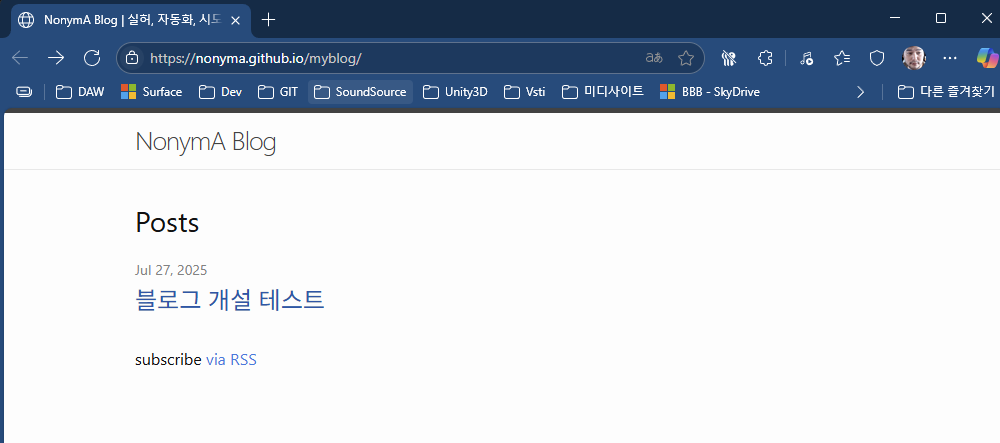 NonymA Blog | 실허, 자동화, 시도
https://nonyma.github.io/myblog/
DAW Surface Dev GIT SoundSource Unity3D Vsti 미디사이트 BBB - SkyDrive 다른 즐겨찾기
NonymA Blog
Posts
Jul 27, 2025
블로그 개설 테스트
subscribe via RSS